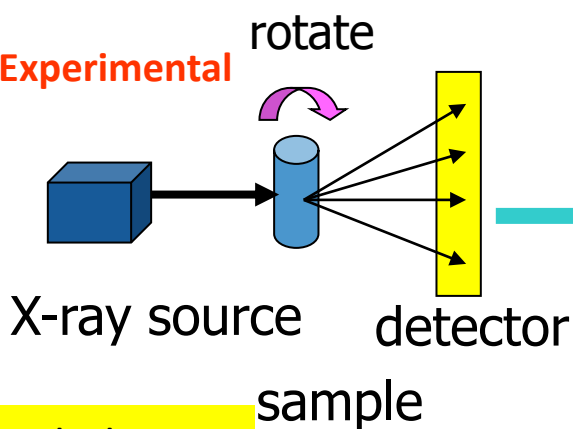 rotate
Experimental
X-ray source
detector
sample